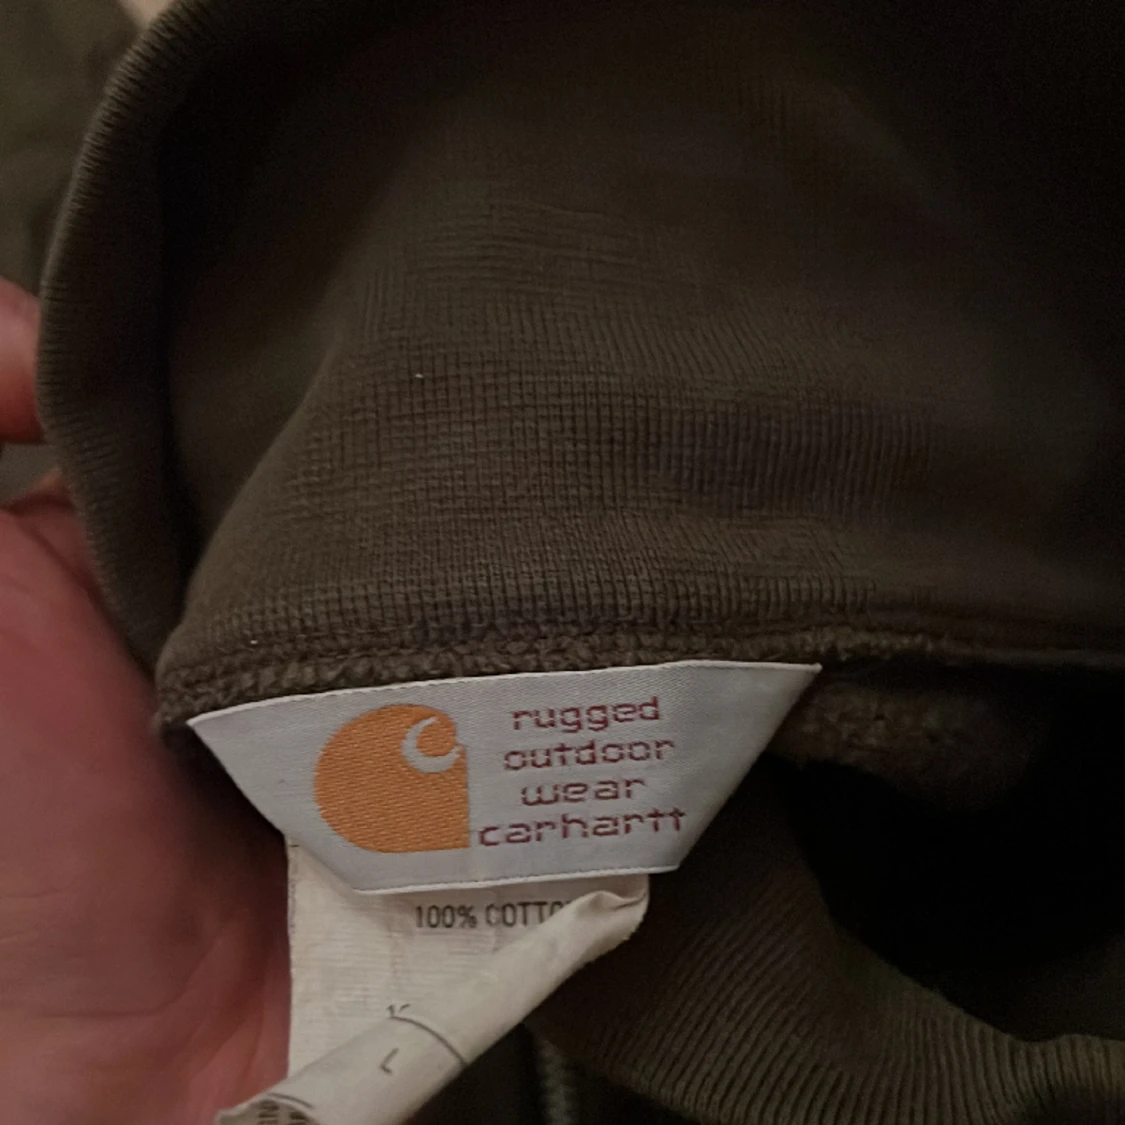 rugged
outdoor
wear
carhartt
100% COTTO
L